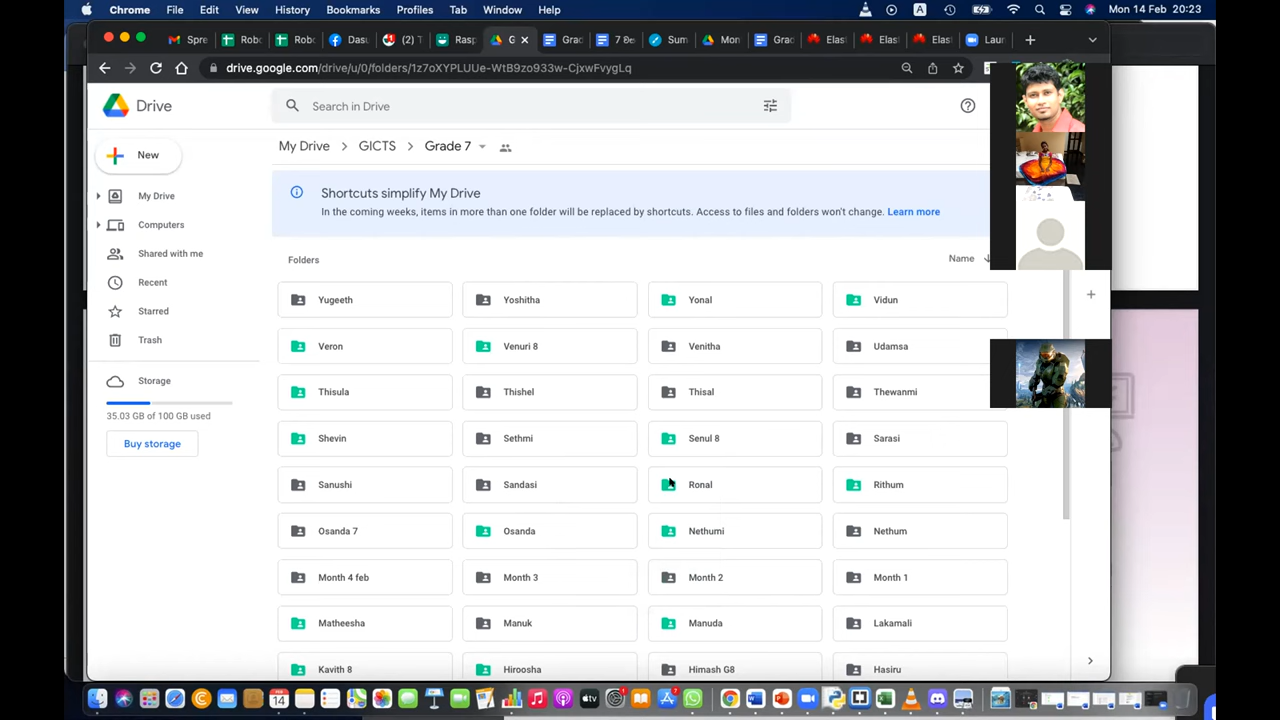 Chrome File Edit View History Bookmarks Profiles Tab Window Help A Mon 14 Feb 20:23
Spre Robo Robo Das (2) T Rasp G Grad 7 Mon Grad Elast Elast Elast Laun
drive.google.com/drive/u/0/folders/1z7oXYPLUUe-WtB9zo933w-CjxwFvygLq
Drive
Search in Drive
New
My Drive
Computers
Shared with me
Recent
Starred
Trash
Storage
35.03 GB of 100 GB used
Buy storage
My Drive GICTS Grade 7
Shortcuts simplify My Drive
In the coming weeks, items in more than one folder will be replaced by shortcuts. Access to files and folders won't change. Learn more
Folders Name
Yugeeth Yoshitha Yonal Vidun
Veron Venuri 8 Venitha Udamsa
Thisula Thishel Thisal Thewanmi
Shevin Sethmi Senul 8 Sarasi
Sanushi Sandasi Ronal Rithum
Osanda 7 Osanda Nethumi Nethum
Month 4 feb Month 3 Month 2 Month 1
Matheesha Manuk Manuda Lakamali
Kavith 8 Hiroosha Himash G8 Hasiru